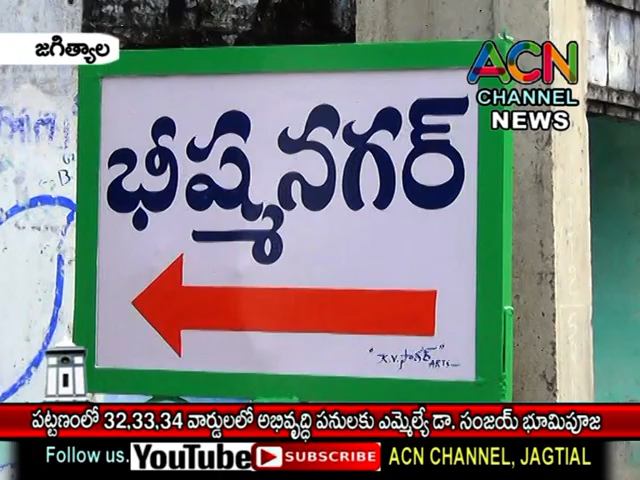 జగిత్యాల
ACN
CHANNEL
NEWS
భీష్మనగర్
"K.V. ARTS
పట్టణంలో 32,33,34 వార్డులలో అభివృద్ధి పనులకు ఎమ్మెల్యే డా. సంజయ్ భూమిపూజ
Follow us. YouTube SUBSCRIBE ACN CHANNEL, JAGTIAL